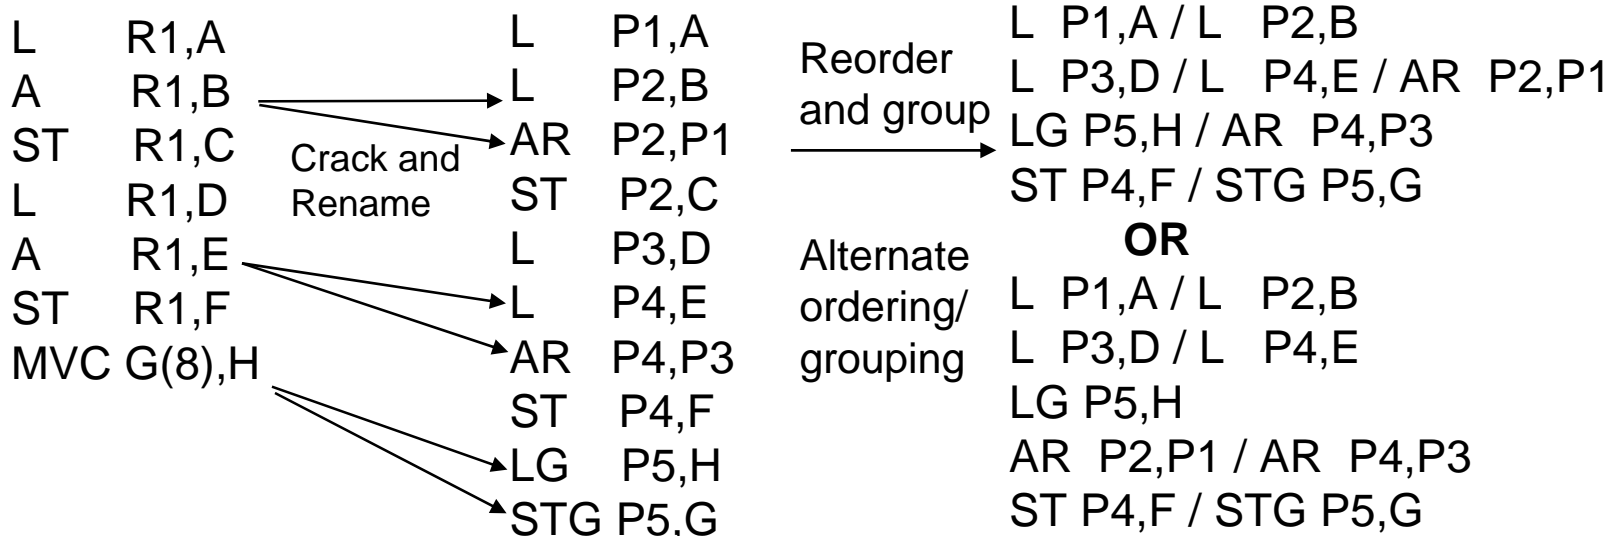 L R1,A
A R1,B
ST R1,C
L R1,D
A R1,E
ST R1,F
MVC G(8),H
Crack and
Rename
L P1,A
L P2,B
AR P2,P1
ST P2,C
L P3,D
L P4,E
AR P4,P3
ST P4,F
LG P5,H
STG P5,G
Reorder
and group
Alternate
ordering/
grouping
L P1,A / L P2,B
L P3,D / L P4,E / AR P2,P1
LG P5,H / AR P4,P3
ST P4,F / STG P5,G
OR
L P1,A / L P2,B
L P3,D / L P4,E
LG P5,H
AR P2,P1 / AR P4,P3
ST P4,F / STG P5,G